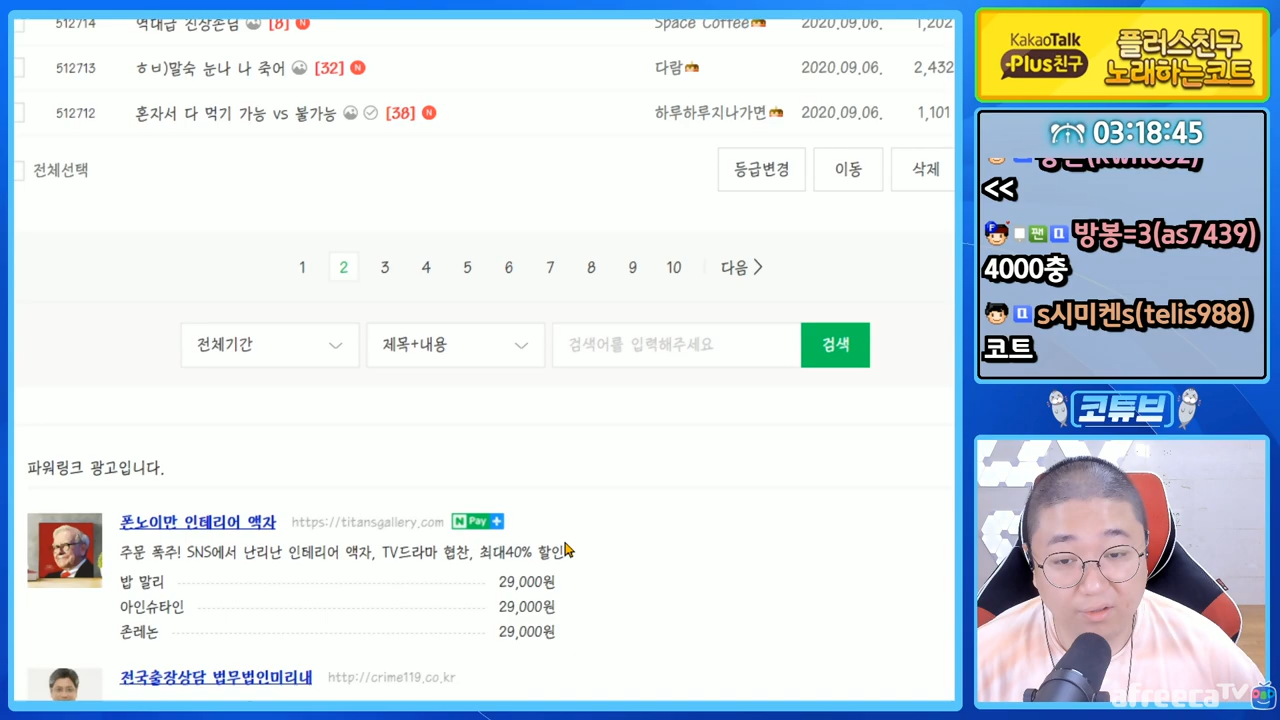 512714 역대급 진상손님 [8] N Space Coffee 2020.09.06. 1,202
512713 ㅎㅂ)말숙 눈나 나 죽어 [32] N 다람 2020.09.06. 2,432
512712 혼자서 다 먹기 가능 vs 불가능 [38] N 하루하루지나가면 2020.09.06. 1,101
전체선택 등급변경 이동 삭제
1 2 3 4 5 6 7 8 9 10 다음
전체기간 제목+내용 검색어를 입력해주세요 검색
파워링크 광고입니다.
폰노이만 인테리어 액자 https://titansgallery.com N Pay +
주문 폭주! SNS에서 난리난 인테리어 액자, TV드라마 협찬, 최대40% 할인
밥 말리 29,000원
아인슈타인 29,000원
존레논 29,000원
전국출장상담 법무법인미리내 http://crime119.co.kr
KakaoTalk
Plus친구
플러스친구
노래하는코트
03:18:45
<<
팬 방봉=3(as7439)
4000충
s시미켄s(telis988)
코트
코튜브
afreecaTV